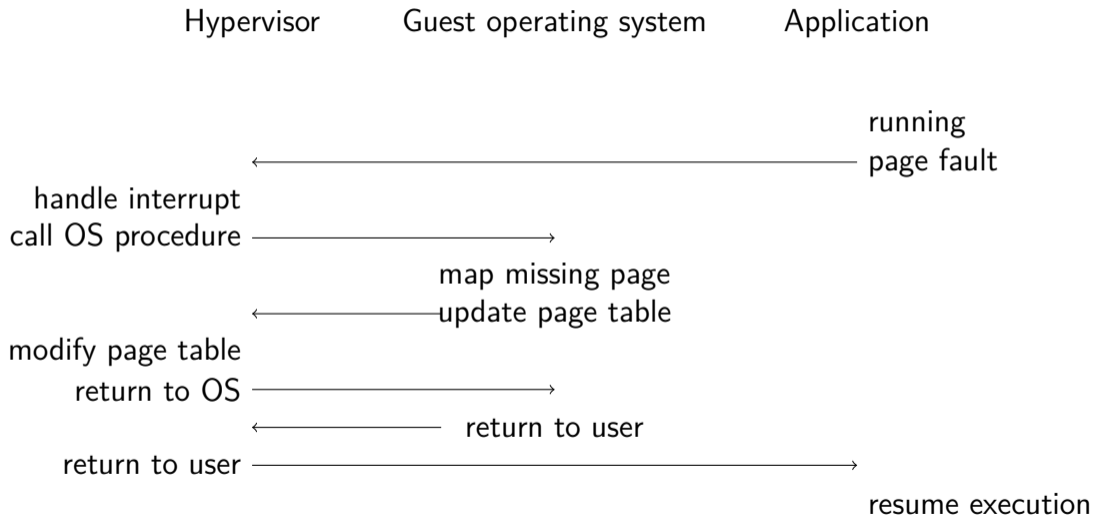 Hypervisor Guest operating system Application
running
page fault
handle interrupt
call OS procedure
map missing page
update page table
modify page table
return to OS
return to user
return to user
resume execution